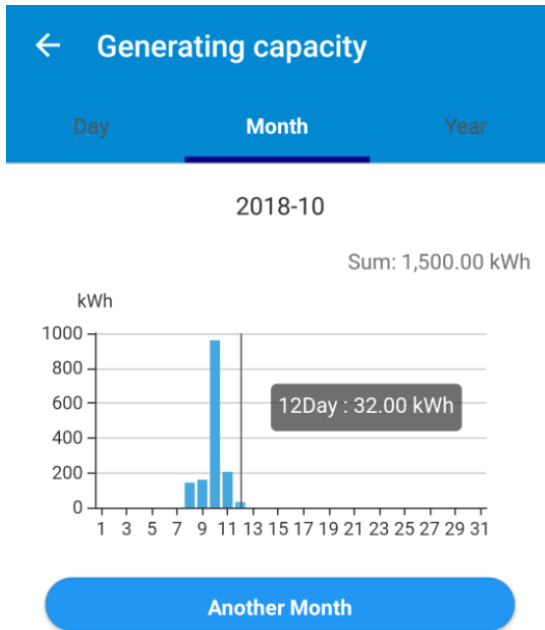 Generating capacity
Day Month Year
2018-10
Sum: 1,500.00 kWh
kWh
1000
800
600
12Day : 32.00 kWh
400
200
0
1 3 5 7 9 11 13 15 17 19 21 23 25 27 29 31
Another Month